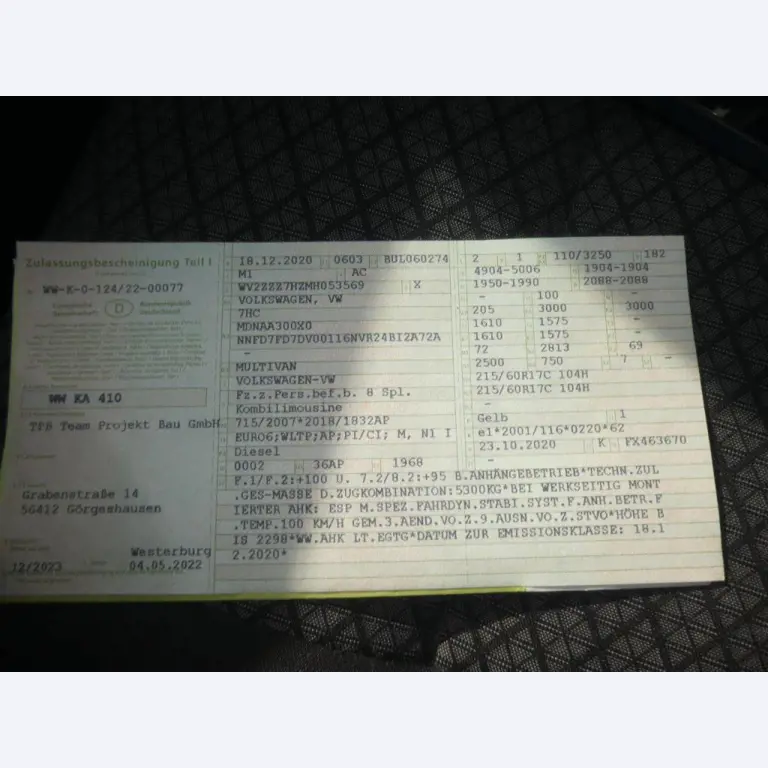 Zulassungsbescheinigung Teil I
WW-K-0-124/22-00077
D
WW KA 410
TPB Team Projekt Bau GmbH
Grabenstraße 14
56412 Görgeshausen
Westerburg
12/2023 04.05.2022
18.12.2020 0603 BUL060274
M1 AC
WV2ZZZ7HZMH053569 X
VOLKSWAGEN, VW
7HC
MDNAA300X0
NNFD7FD7DV00116NVR24BI2A72A
-
MULTIVAN
VOLKSWAGEN-VW
Fz.z.Pers.bef.b. 8 Spl.
Kombilimousine
715/2007*2018/1832AP
EURO6;WLTP;AP;PI/CI; M, N1 I
Diesel
0002 36AP 1968
2 1 110/3250 182
4904-5006 1904-1904
1950-1990 2088-2088
- 100 -
205 3000 3000
1610 1575 -
1610 1575 -
72 2813 69
2500 750 7 -
215/60R17C 104H
215/60R17C 104H
-
Gelb 1
e1*2001/116*0220*62
23.10.2020 K FX463670
-
F.1/F.2:+100 U. 7.2/8.2:+95 B.ANHÄNGEBETRIEB*TECHN.ZUL
.GES-MASSE D.ZUGKOMBINATION:5300KG*BEI WERKSEITIG MONT
IERTER AHK: ESP M.SPEZ.FAHRDYN.STABI.SYST.F.ANH.BETR.F
.TEMP.100 KM/H GEM.3.AEND.VO.Z.9.AUSN.VO.Z.STVO*HÖHE B
IS 2298*WW.AHK LT.EGTG*DATUM ZUR EMISSIONSKLASSE: 18.1
2.2020*